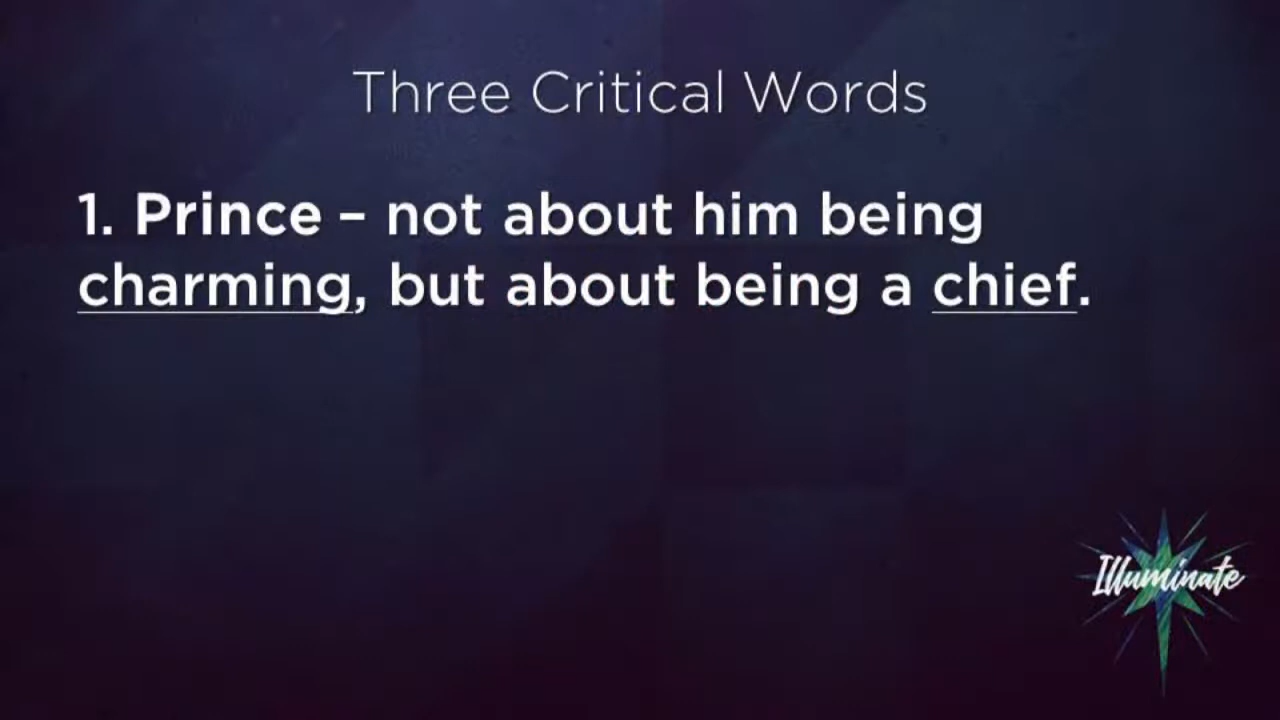 Three Critical Words
1. Prince – not about him being
charming, but about being a chief.
Illuminate